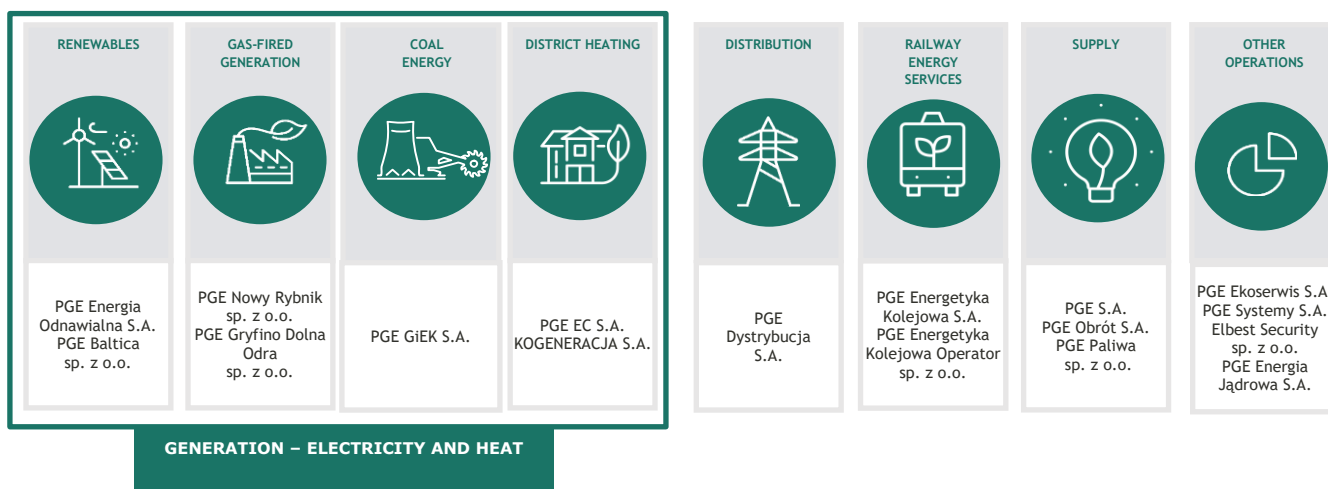 RENEWABLES
PGE Energia
Odnawialna S.A.
PGE Baltica
sp. z o.o.
GAS-FIRED
GENERATION
PGE Nowy Rybnik
sp. z o.o.
PGE Gryfino Dolna
Odra
sp. z o.o.
COAL
ENERGY
PGE GiEK S.A.
DISTRICT HEATING
PGE EC S.A.
KOGENERACJA S.A.
GENERATION – ELECTRICITY AND HEAT
DISTRIBUTION
PGE
Dystrybucja
S.A.
RAILWAY
ENERGY
SERVICES
PGE Energetyka
Kolejowa S.A.
PGE Energetyka
Kolejowa Operator
sp. z o.o.
SUPPLY
PGE S.A.
PGE Obrót S.A.
PGE Paliwa
sp. z o.o.
OTHER
OPERATIONS
PGE Ekoserwis S.A
PGE Systemy S.A.
Elbest Security
sp. z o.o.
PGE Energia
Jądrowa S.A.